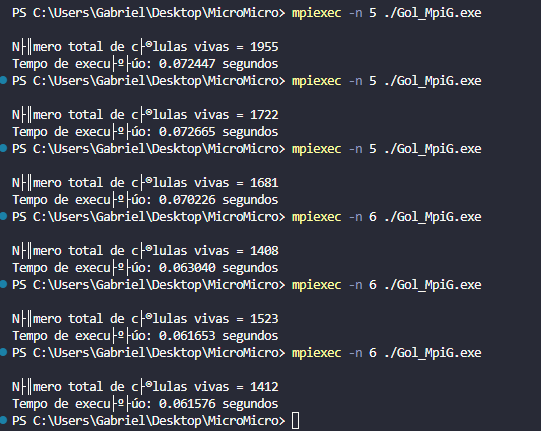 PS C:\Users\Gabriel\Desktop\MicroMicro> mpiexec -n 5 ./Gol_MpiG.exe
N├║mero total de c├®lulas vivas = 1955
Tempo de execu├º├úo: 0.072447 segundos
PS C:\Users\Gabriel\Desktop\MicroMicro> mpiexec -n 5 ./Gol_MpiG.exe
N├║mero total de c├®lulas vivas = 1722
Tempo de execu├º├úo: 0.072665 segundos
PS C:\Users\Gabriel\Desktop\MicroMicro> mpiexec -n 5 ./Gol_MpiG.exe
N├║mero total de c├®lulas vivas = 1681
Tempo de execu├º├úo: 0.070226 segundos
PS C:\Users\Gabriel\Desktop\MicroMicro> mpiexec -n 6 ./Gol_MpiG.exe
N├║mero total de c├®lulas vivas = 1408
Tempo de execu├º├úo: 0.063040 segundos
PS C:\Users\Gabriel\Desktop\MicroMicro> mpiexec -n 6 ./Gol_MpiG.exe
N├║mero total de c├®lulas vivas = 1523
Tempo de execu├º├úo: 0.061653 segundos
PS C:\Users\Gabriel\Desktop\MicroMicro> mpiexec -n 6 ./Gol_MpiG.exe
N├║mero total de c├®lulas vivas = 1412
Tempo de execu├º├úo: 0.061576 segundos
PS C:\Users\Gabriel\Desktop\MicroMicro>